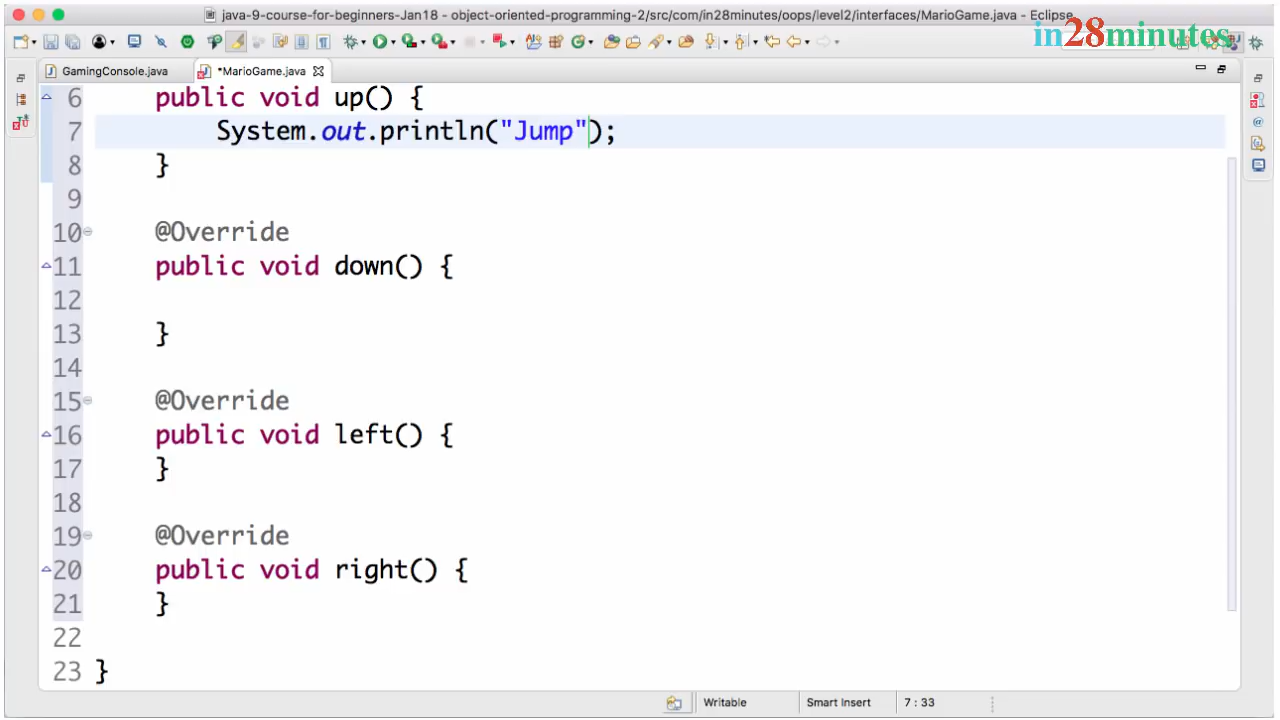 java-9-course-for-beginners-Jan18 - object-oriented-programming-2/src/com/in28minutes/oops/level2/interfaces/MarioGame.java - Eclipse
in28minutes
GamingConsole.java
*MarioGame.java
6 public void up() {
7 System.out.println("Jump");
8 }
9
10 @Override
11 public void down() {
12
13 }
14
15 @Override
16 public void left() {
17 }
18
19 @Override
20 public void right() {
21 }
22
23 }
Writable Smart Insert 7 : 33